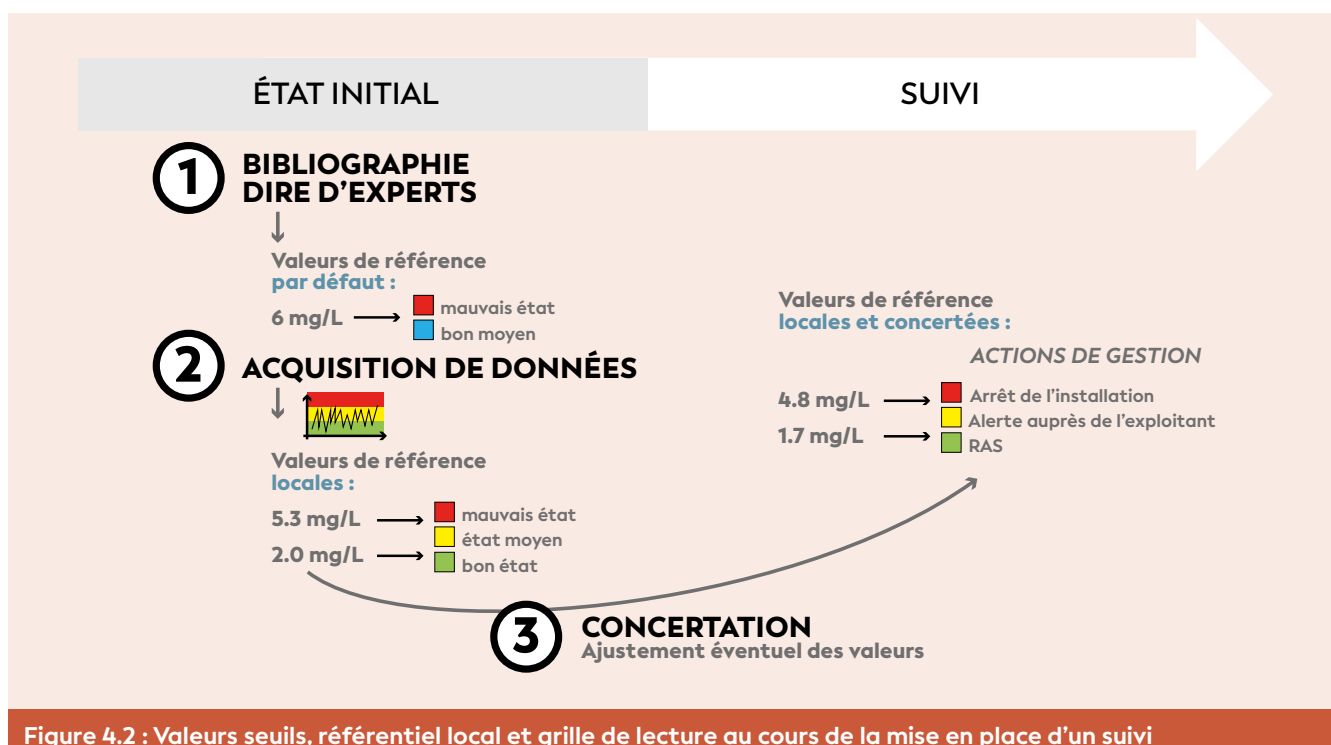 ÉTAT INITIAL
SUIVI
1
BIBLIOGRAPHIE
DIRE D'EXPERTS
Valeurs de référence
par défaut :
6 mg/L
mauvais état
bon moyen
2
ACQUISITION DE DONNÉES
Valeurs de référence
locales :
5.3 mg/L
mauvais état
état moyen
2.0 mg/L
bon état
3
CONCERTATION
Ajustement éventuel des valeurs
Valeurs de référence
locales et concertées :
ACTIONS DE GESTION
4.8 mg/L
Arrêt de l'installation
Alerte auprès de l'exploitant
1.7 mg/L
RAS
Figure 4.2 : Valeurs seuils, référentiel local et grille de lecture au cours de la mise en place d'un suivi